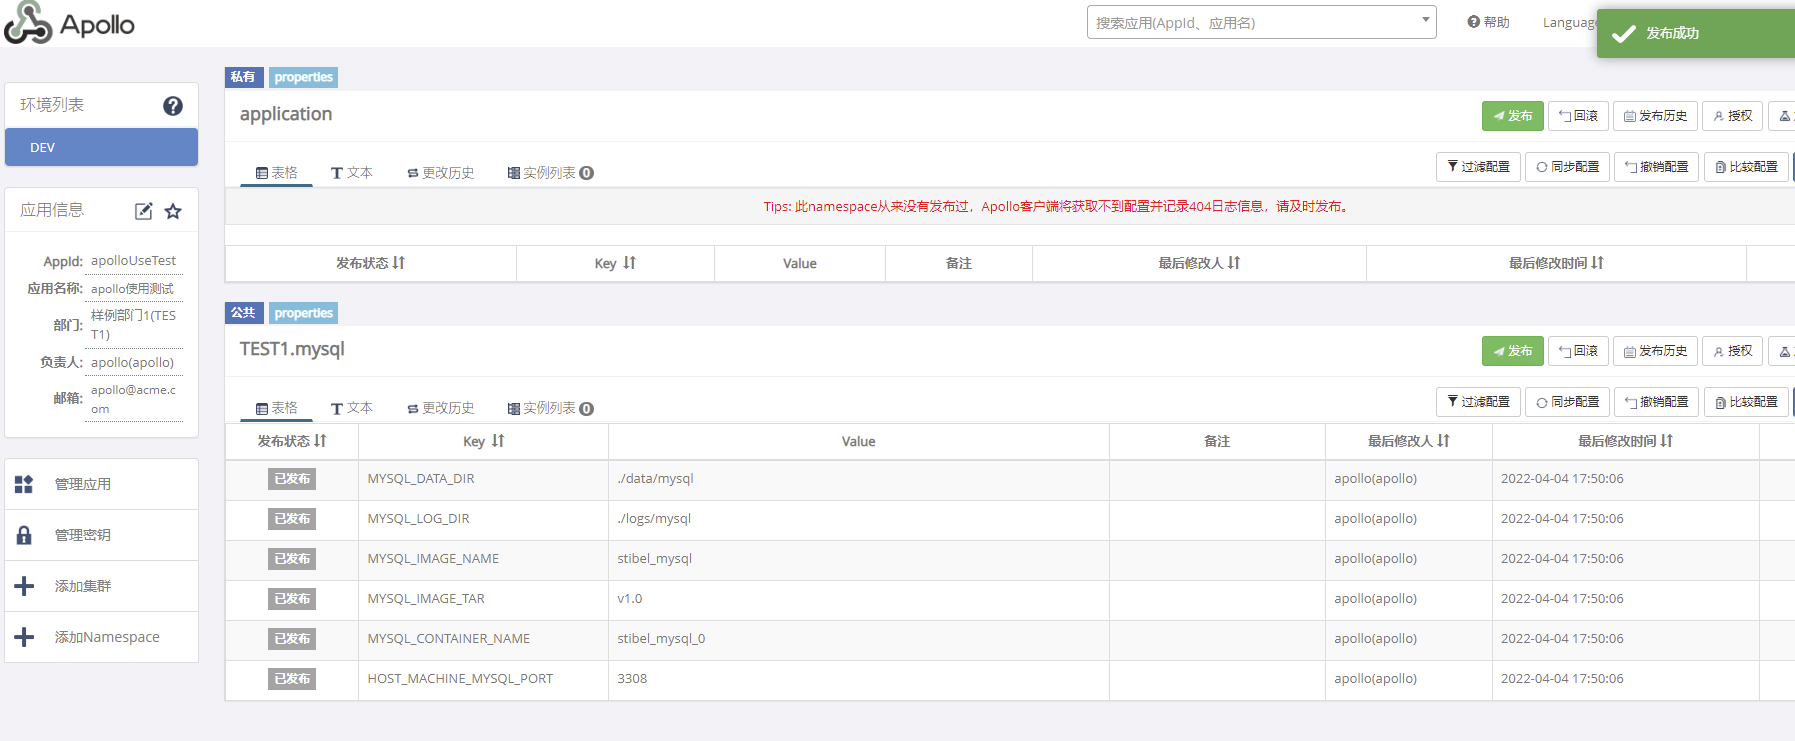 Apollo
搜索应用(AppId、应用名)
帮助
Language
发布成功
环境列表
DEV
应用信息
AppId: apolloUseTest
应用名称: apollo使用测试
部门: 样例部门1(TES
T1)
负责人: apollo(apollo)
邮箱: apollo@acme.c
om
管理应用
管理密钥
添加集群
添加Namespace
私有 properties
application
发布 回滚 发布历史 授权
表格 文本 更改历史 实例列表 0
过滤配置 同步配置 撤销配置 比较配置
Tips: 此namespace从来没有发布过，Apollo客户端将获取不到配置并记录404日志信息，请及时发布。
发布状态 Key Value 备注 最后修改人 最后修改时间
公共 properties
TEST1.mysql
发布 回滚 发布历史 授权
表格 文本 更改历史 实例列表 0
过滤配置 同步配置 撤销配置 比较配置
发布状态 Key Value 备注 最后修改人 最后修改时间
已发布 MYSQL_DATA_DIR ./data/mysql apollo(apollo) 2022-04-04 17:50:06
已发布 MYSQL_LOG_DIR ./logs/mysql apollo(apollo) 2022-04-04 17:50:06
已发布 MYSQL_IMAGE_NAME stibel_mysql apollo(apollo) 2022-04-04 17:50:06
已发布 MYSQL_IMAGE_TAR v1.0 apollo(apollo) 2022-04-04 17:50:06
已发布 MYSQL_CONTAINER_NAME stibel_mysql_0 apollo(apollo) 2022-04-04 17:50:06
已发布 HOST_MACHINE_MYSQL_PORT 3308 apollo(apollo) 2022-04-04 17:50:06